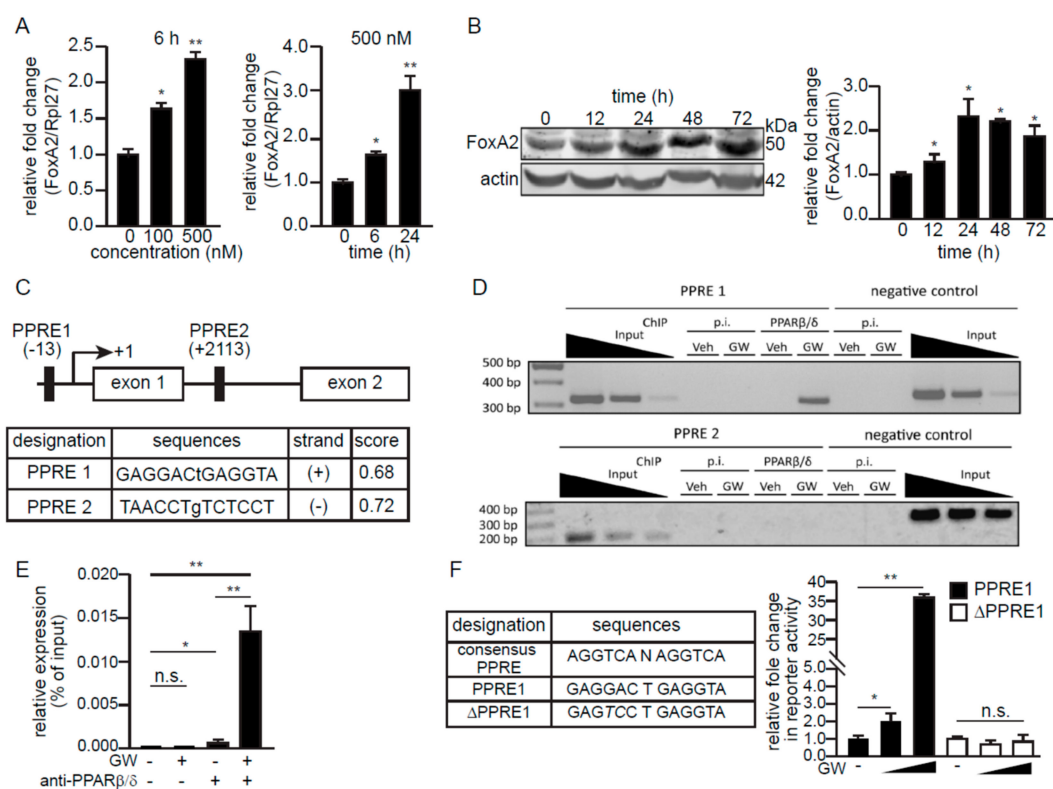 A
6 h
relative fold change
(FoxA2/Rpl27)
2.5
2.0
1.5
1.0
0.5
0.0
*
**
0 100 500
concentration (nM)
500 nM
relative fold change
(FoxA2/Rpl27)
4.0
3.0
2.0
1.0
0.0
*
**
0 6 24
time (h)
B
time (h)
0 12 24 48 72
kDa
FoxA2
50
actin
42
relative fold change
(FoxA2/actin)
3.0
2.0
1.0
0.0
*
*
*
*
0 12 24 48 72
time (h)
C
PPRE1
(-13)
+1
exon 1
PPRE2
(+2113)
exon 2
designation sequences strand score
PPRE 1 GAGGACtGAGGTA (+) 0.68
PPRE 2 TAACCTgTCTCCT (-) 0.72
D
PPRE 1 negative control
ChIP p.i. PPARβ/δ p.i.
Input Veh GW Veh GW Veh GW Input
500 bp
400 bp
300 bp
PPRE 2 negative control
ChIP p.i. PPARβ/δ p.i.
Input Veh GW Veh GW Veh GW Input
400 bp
300 bp
200 bp
E
relative expression
(% of input)
0.020
0.015
0.010
0.005
0.000
**
**
*
n.s.
GW - + - +
anti-PPARβ/δ - - + +
F
designation sequences
consensus
PPRE
AGGTCA N AGGTCA
PPRE1 GAGGAC T GAGGTA
ΔPPRE1 GAGTCC T GAGGTA
relative fole change
in reporter activity
40
35
30
25
5.0
4.0
3.0
2.0
1.0
0.0
**
*
n.s.
PPRE1
ΔPPRE1
GW - -